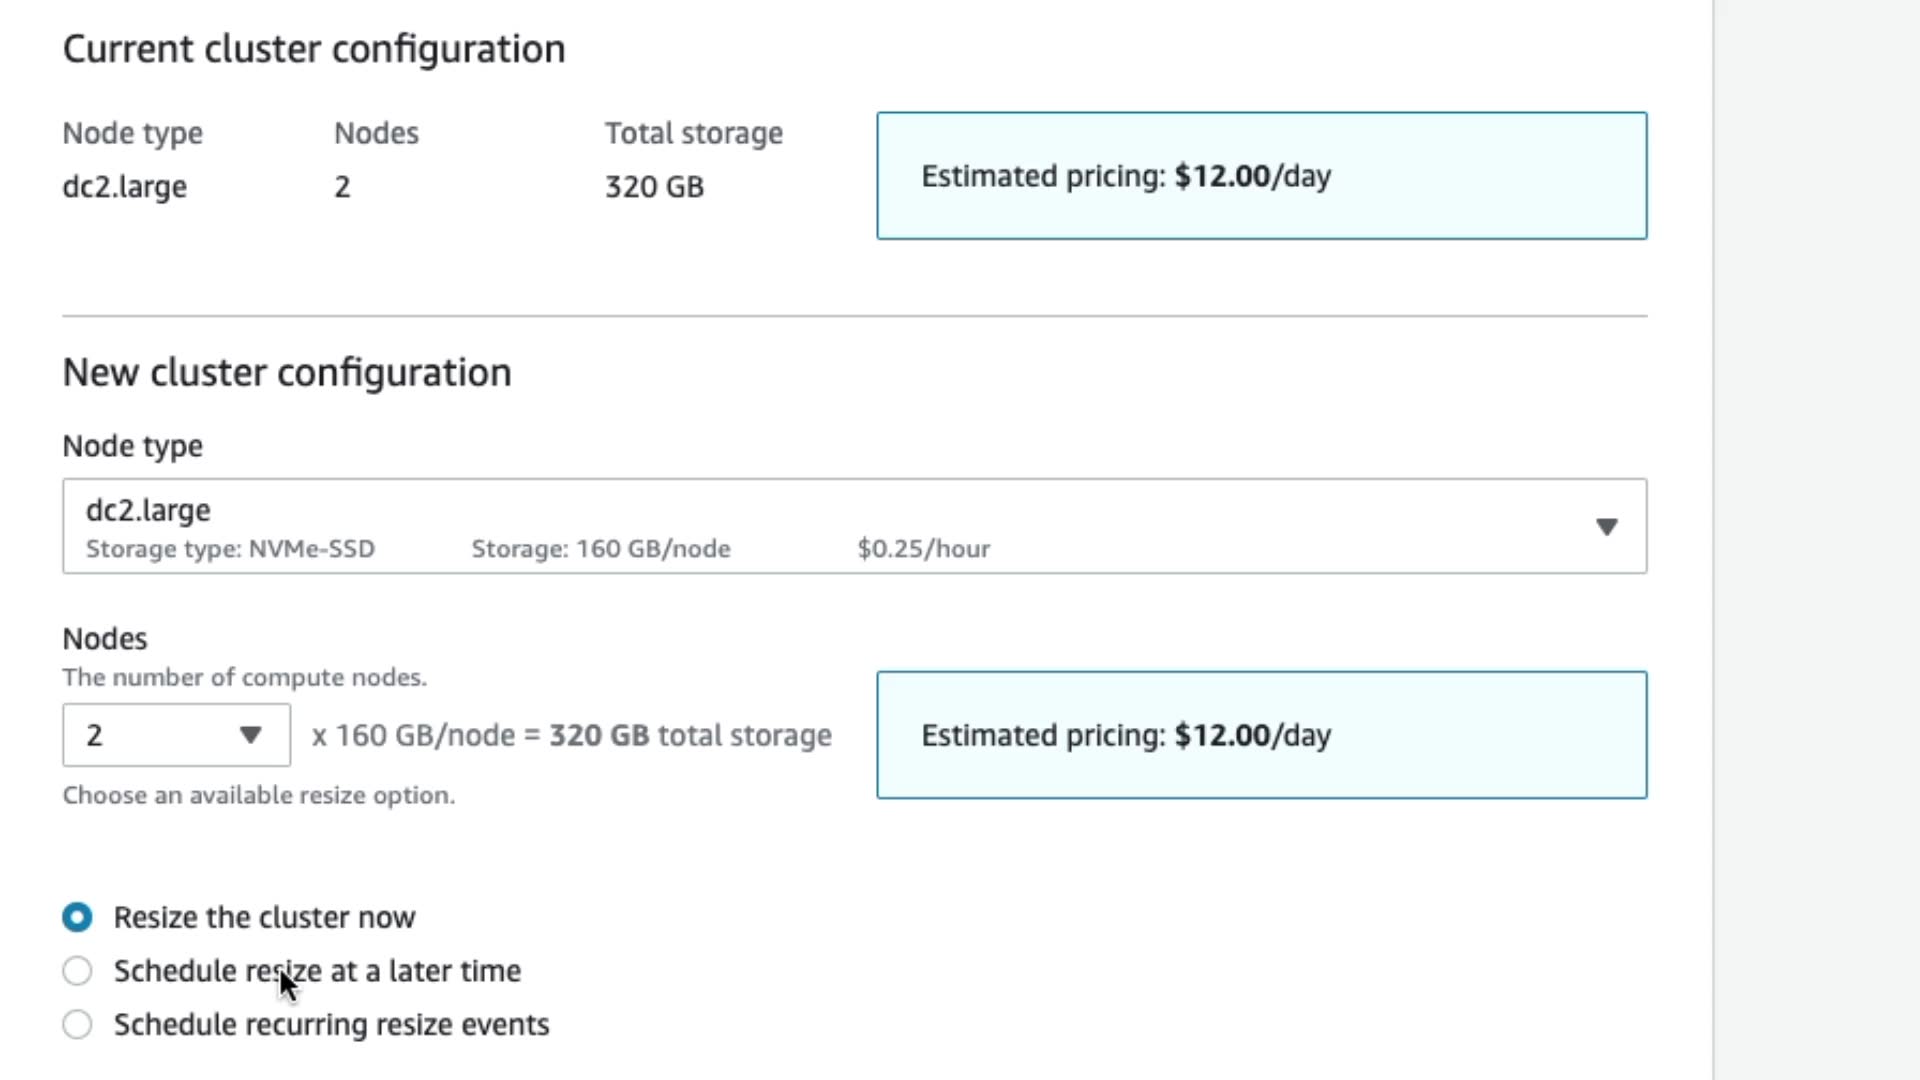 Current cluster configuration
Node type Nodes Total storage
dc2.large 2 320 GB
Estimated pricing: $12.00/day
New cluster configuration
Node type
dc2.large
Storage type: NVMe-SSD Storage: 160 GB/node $0.25/hour
Nodes
The number of compute nodes.
2 x 160 GB/node = 320 GB total storage
Estimated pricing: $12.00/day
Choose an available resize option.
Resize the cluster now
Schedule resize at a later time
Schedule recurring resize events